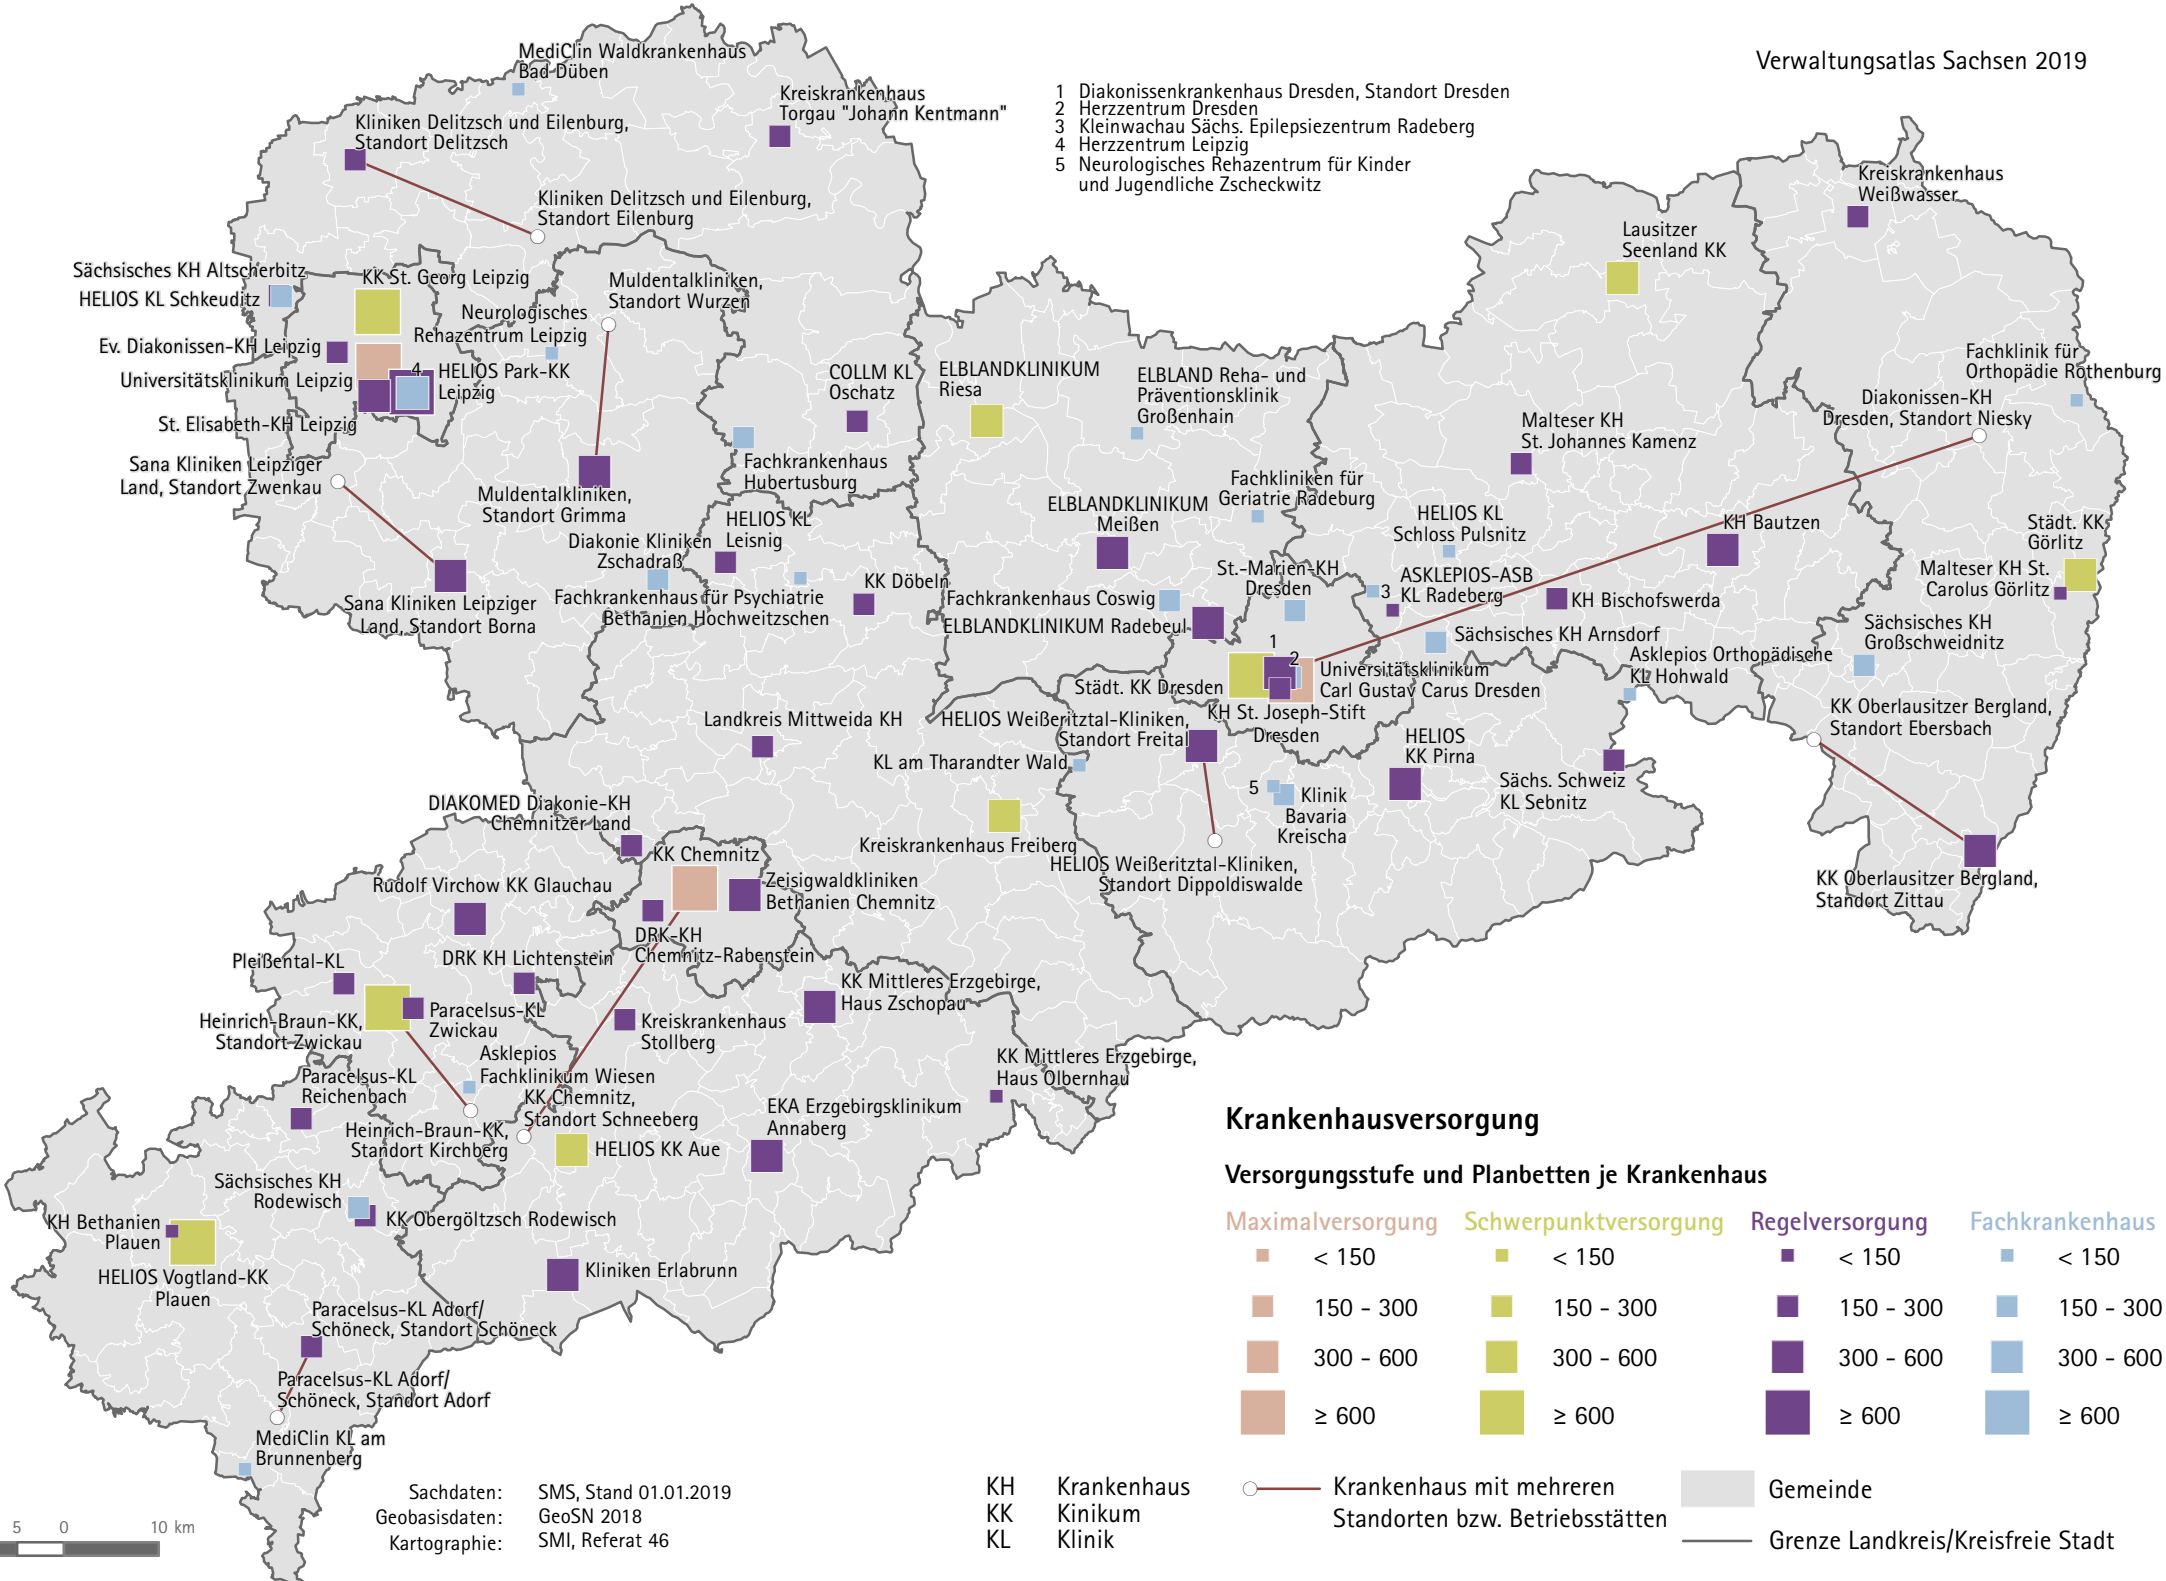 MediClin Waldkrankenhaus
Bad Düben
Verwaltungsatlas Sachsen 2019
Kreiskrankenhaus
Torgau "Johann Kentmann"
1 Diakonissenkrankenhaus Dresden, Standort Dresden
2 Herzzentrum Dresden
3 Kleinwachau Sächs. Epilepsiezentrum Radeberg
4 Herzzentrum Leipzig
5 Neurologisches Rehazentrum für Kinder
und Jugendliche Zscheckwitz
Kliniken Delitzsch und Eilenburg,
Standort Delitzsch
Kliniken Delitzsch und Eilenburg,
Standort Eilenburg
Kreiskrankenhaus
Weißwasser
Lausitzer
Seenland KK
Sächsisches KH Altscherbitz
HELIOS KL Schkeuditz
KK St. Georg Leipzig
Muldentalkliniken,
Standort Wurzen
Neurologisches
Rehazentrum Leipzig
Ev. Diakonissen-KH Leipzig
Universitätsklinikum Leipzig
4
HELIOS Park-KK
Leipzig
St. Elisabeth-KH Leipzig
COLLM KL
Oschatz
ELBLANDKLINIKUM
Riesa
ELBLAND Reha- und
Präventionsklinik
Großenhain
Fachklinik für
Orthopädie Rothenburg
Diakonissen-KH
Dresden, Standort Niesky
Malteser KH
St. Johannes Kamenz
Sana Kliniken Leipziger
Land, Standort Zwenkau
Fachkrankenhaus
Hubertusburg
Muldentalkliniken,
Standort Grimma
Fachkliniken für
Geriatrie Radeburg
ELBLANDKLINIKUM
Meißen
HELIOS KL
Schloss Pulsnitz
KH Bautzen
Städt. KK
Görlitz
HELIOS KL
Leisnig
Diakonie Kliniken
Zschadraß
KK Döbeln
St.-Marien-KH
Dresden
3
ASKLEPIOS-ASB
KL Radeberg
Malteser KH St.
Carolus Görlitz
Sana Kliniken Leipziger
Land, Standort Borna
Fachkrankenhaus für Psychiatrie
Bethanien Hochweitzschen
Fachkrankenhaus Coswig
ELBLANDKLINIKUM Radebeul
KH Bischofswerda
Sächsisches KH
Großschweidnitz
Sächsisches KH Arnsdorf
1
2
Asklepios Orthopädische
KL Hohwald
Städt. KK Dresden
Universitätsklinikum
Carl Gustav Carus Dresden
KH St. Joseph-Stift
Dresden
Landkreis Mittweida KH
HELIOS Weißeritztal-Kliniken,
Standort Freital
KK Oberlausitzer Bergland,
Standort Ebersbach
HELIOS
KK Pirna
KL am Tharandter Wald
Sächs. Schweiz
KL Sebnitz
5
Klinik
Bavaria
Kreischa
DIAKOMED Diakonie-KH
Chemnitzer Land
Kreiskrankenhaus Freiberg
HELIOS Weißeritztal-Kliniken,
Standort Dippoldiswalde
KK Chemnitz
Zeisigwaldkliniken
Bethanien Chemnitz
KK Oberlausitzer Bergland,
Standort Zittau
Rudolf Virchow KK Glauchau
DRK-KH
Chemnitz-Rabenstein
Pleißental-KL
DRK KH Lichtenstein
KK Mittleres Erzgebirge,
Haus Zschopau
Heinrich-Braun-KK,
Standort Zwickau
Paracelsus-KL
Zwickau
Kreiskrankenhaus
Stollberg
Asklepios
Fachklinikum Wiesen
KK Mittleres Erzgebirge,
Haus Olbernhau
Paracelsus-KL
Reichenbach
KK Chemnitz,
Standort Schneeberg
EKA Erzgebirgsklinikum
Annaberg
Heinrich-Braun-KK,
Standort Kirchberg
HELIOS KK Aue
Sächsisches KH
Rodewisch
KK Obergöltzsch Rodewisch
KH Bethanien
Plauen
HELIOS Vogtland-KK
Plauen
Kliniken Erlabrunn
Paracelsus-KL Adorf/
Schöneck, Standort Schöneck
Paracelsus-KL Adorf/
Schöneck, Standort Adorf
MediClin KL am
Brunnenberg
Krankenhausversorgung
Versorgungsstufe und Planbetten je Krankenhaus
Maximalversorgung Schwerpunktversorgung Regelversorgung Fachkrankenhaus
< 150 < 150 < 150 < 150
150 - 300 150 - 300 150 - 300 150 - 300
300 - 600 300 - 600 300 - 600 300 - 600
≥ 600 ≥ 600 ≥ 600 ≥ 600
5 0 10 km
Sachdaten: SMS, Stand 01.01.2019
Geobasisdaten: GeoSN 2018
Kartographie: SMI, Referat 46
KH Krankenhaus
KK Kinikum
KL Klinik
Krankenhaus mit mehreren
Standorten bzw. Betriebsstätten
Gemeinde
Grenze Landkreis/Kreisfreie Stadt